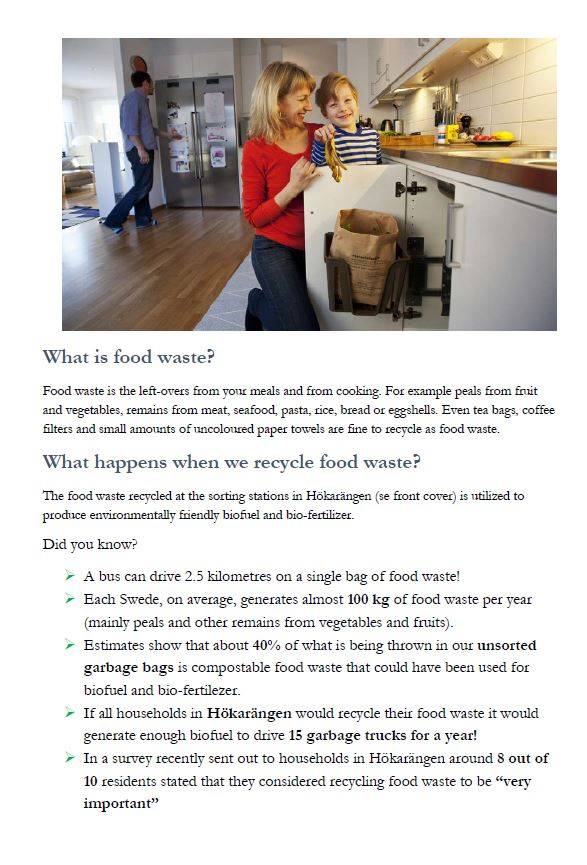 What is food waste?
Food waste is the left-overs from your meals and from cooking. For example peals from fruit
and vegetables, remains from meat, seafood, pasta, rice, bread or eggshells. Even tea bags, coffee
filters and small amounts of uncoloured paper towels are fine to recycle as food waste.
What happens when we recycle food waste?
The food waste recycled at the sorting stations in Hökarängen (se front cover) is utilized to
produce environmentally friendly biofuel and bio-fertilizer.
Did you know?
➢ A bus can drive 2.5 kilometres on a single bag of food waste!
➢ Each Swede, on average, generates almost 100 kg of food waste per year
(mainly peals and other remains from vegetables and fruits).
➢ Estimates show that about 40% of what is being thrown in our unsorted
garbage bags is compostable food waste that could have been used for
biofuel and bio-fertilezer.
➢ If all households in Hökarängen would recycle their food waste it would
generate enough biofuel to drive 15 garbage trucks for a year!
➢ In a survey recently sent out to households in Hökarängen around 8 out of
10 residents stated that they considered recycling food waste to be “very
important”